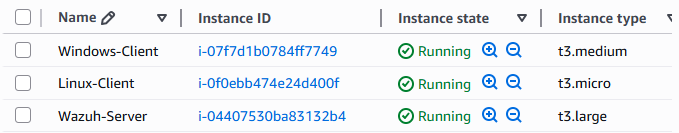 Name Instance ID Instance state Instance type
Windows-Client i-07f7d1b0784ff7749 Running t3.medium
Linux-Client i-0f0ebb474e24d400f Running t3.micro
Wazuh-Server i-04407530ba83132b4 Running t3.large